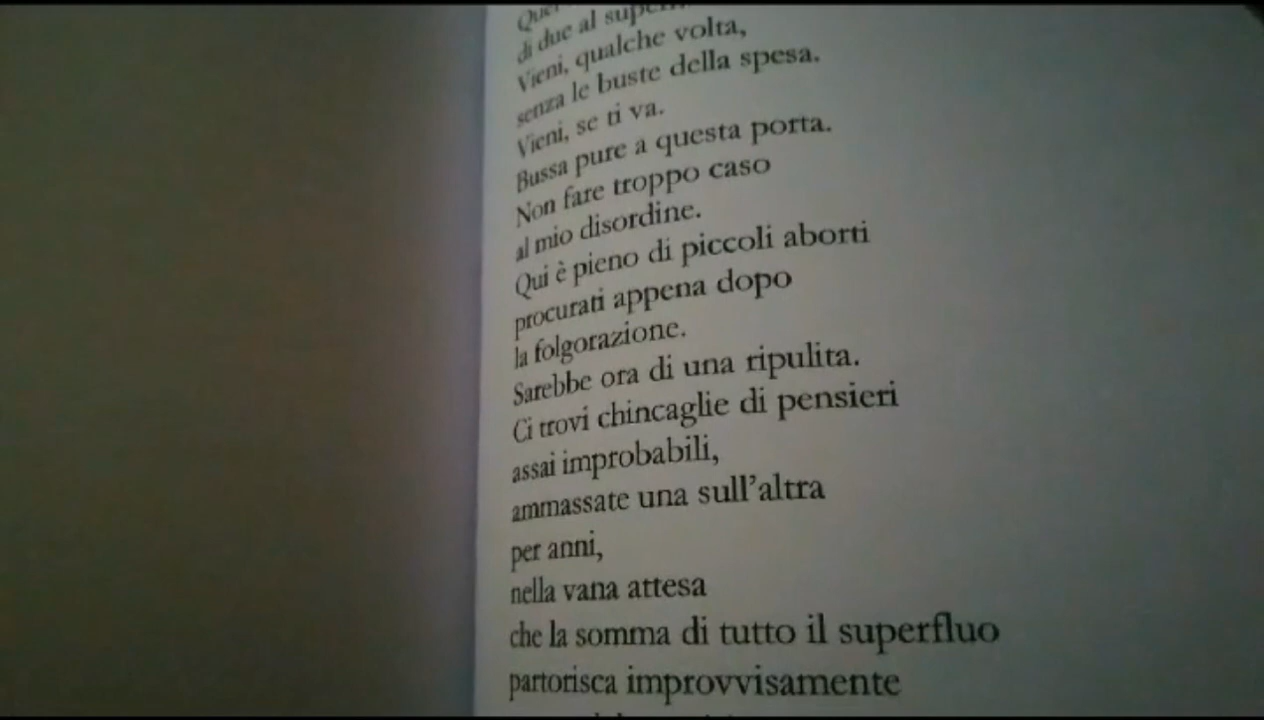 di due al
Vieni, qualche volta,
senza le buste della spesa.
Vieni, se ti va.
Bussa pure a questa porta.
Non fare troppo caso
al mio disordine.
Qui è pieno di piccoli aborti
procurati appena dopo
la folgorazione.
Sarebbe ora di una ripulita.
Ci trovi chincaglie di pensieri
assai improbabili,
ammassate una sull'altra
per anni,
nella vana attesa
che la somma di tutto il superfluo
partorisca improvvisamente